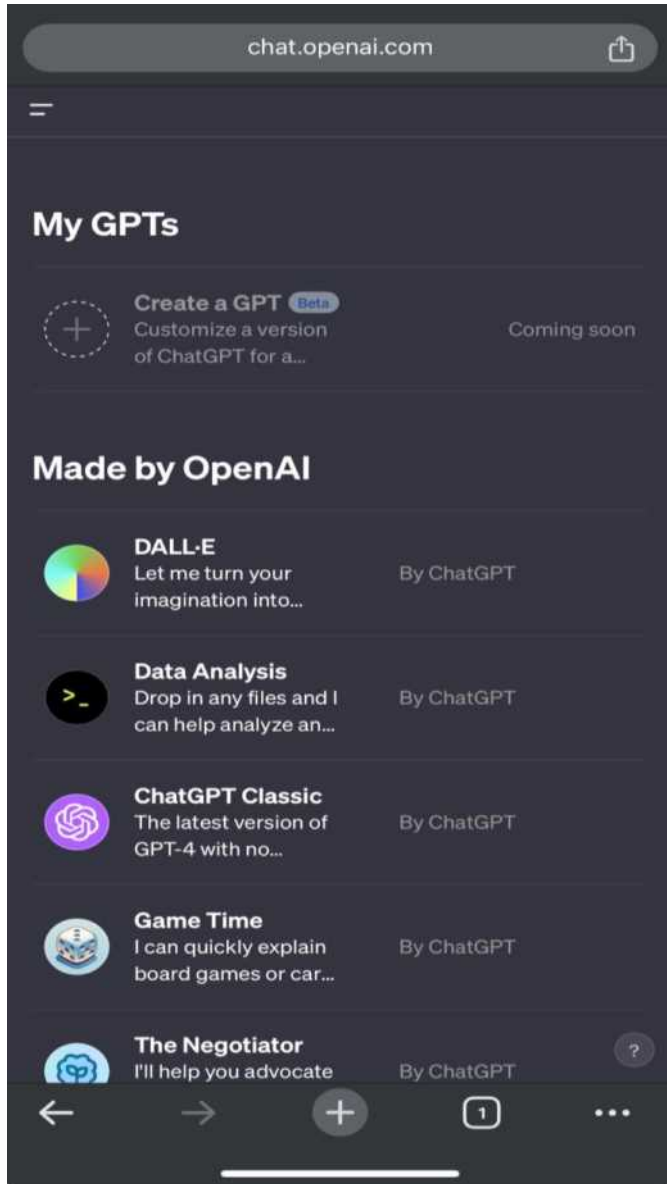 chat.openai.com
My GPTs
Create a GPT Beta
Customize a version
of ChatGPT for a...
Coming soon
Made by OpenAI
DALL·E
Let me turn your
imagination into...
By ChatGPT
Data Analysis
Drop in any files and I
can help analyze an...
By ChatGPT
>_
ChatGPT Classic
The latest version of
GPT-4 with no...
By ChatGPT
Game Time
I can quickly explain
board games or car...
By ChatGPT
The Negotiator
I'll help you advocate
By ChatGPT
?
1